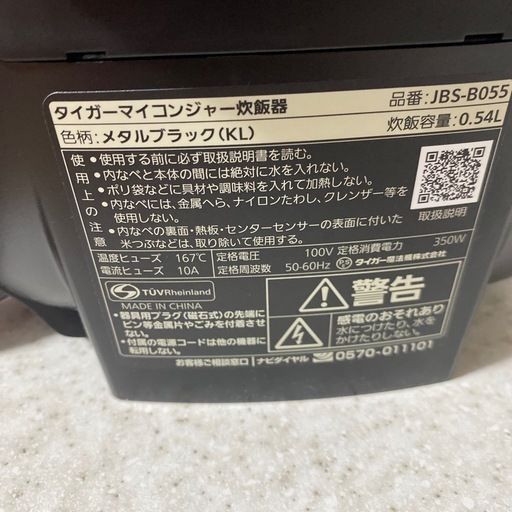 タイガーマイコンジャー炊飯器
品番: JBS-B055
色柄: メタルブラック(KL)
炊飯容量: 0.54L
使用上の注意
• 使用する前に必ず取扱説明書を読む。
• 内なべと本体の間には絶対に水を入れない。
• ポリ袋などに具材や調味料を入れて加熱しない。
• 内なべには、金属へら、ナイロンたわし、クレンザー等を
使用しない。
• 内なべの裏面・熱板・センターセンサーの表面に付いた
米つぶなどは、取り除いて使用する。
取扱説明
温度ヒューズ 167℃ 定格電圧 100V 定格消費電力 350W
電流ヒューズ 10A 定格周波数 50-60Hz PS タイガー魔法瓶株式会社
TÜVRheinland
MADE IN CHINA
• 器具用プラグ(磁石式)の先端に
ピン等金属片やごみを付着させ
ない。
• 付属の電源コードは他の機器に
転用しない。
警告
感電のおそれあり
水につけたり、水を
かけたりしない。
お客様ご相談窓口 ナビダイヤル 0570-011101